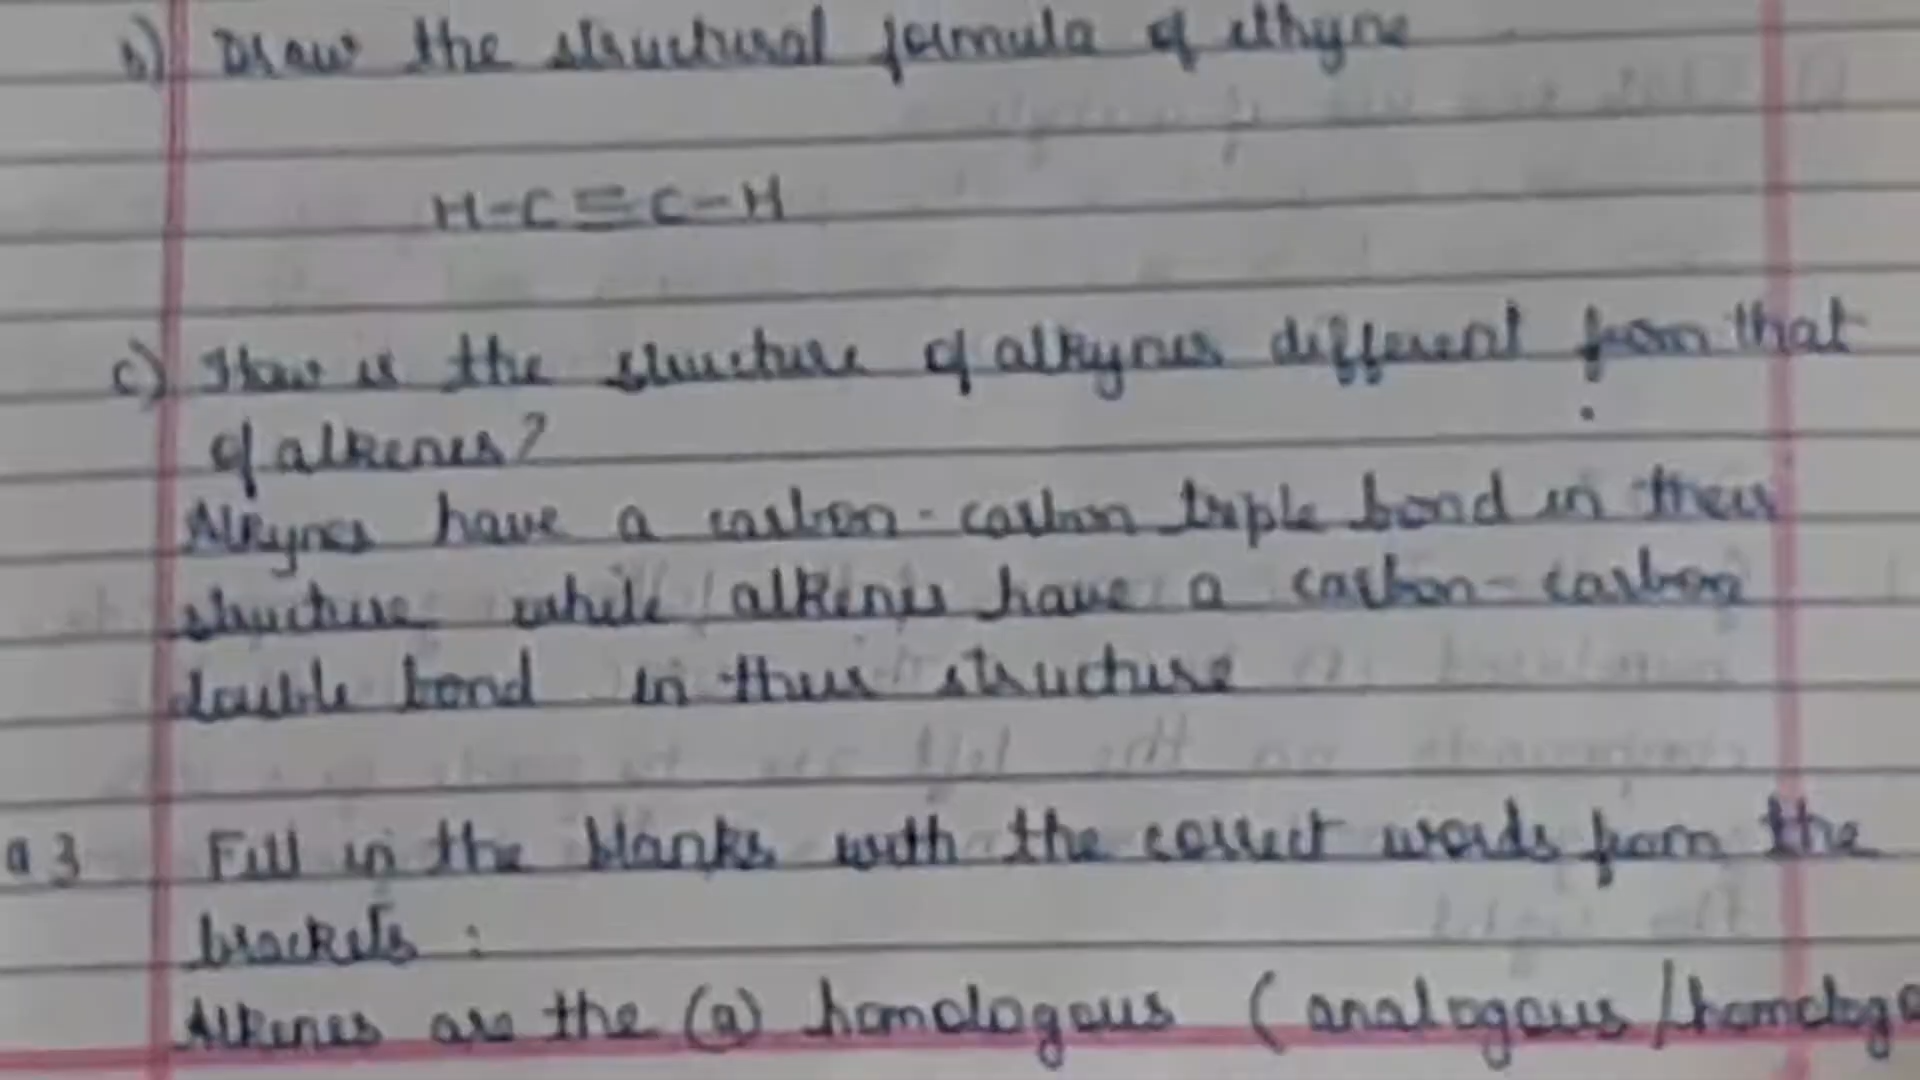 b) Draw the structural formula of ethyne
H-C≡C-H
c) How is the structure of alkynes different from that
of alkenes?
Alkynes have a carbon-carbon triple bond in their
structure while alkenes have a carbon-carbon
double bond in their structure
Q3 Fill in the blanks with the correct words from the
brackets :
Alkenes are the (a) homologous (analogous/homologo